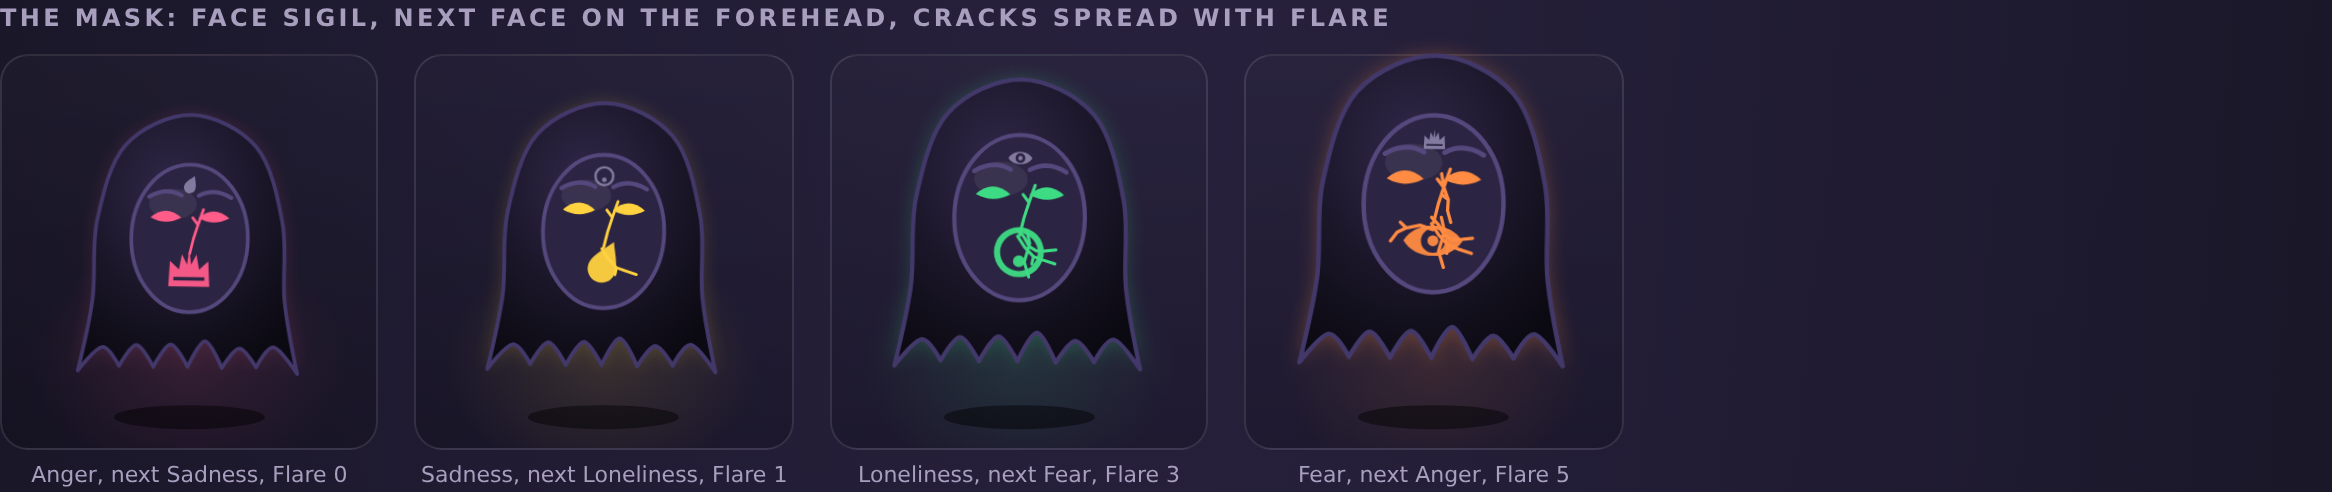 THE MASK: FACE SIGIL, NEXT FACE ON THE FOREHEAD, CRACKS SPREAD WITH FLARE
Anger, next Sadness, Flare 0
Sadness, next Loneliness, Flare 1
Loneliness, next Fear, Flare 3
Fear, next Anger, Flare 5